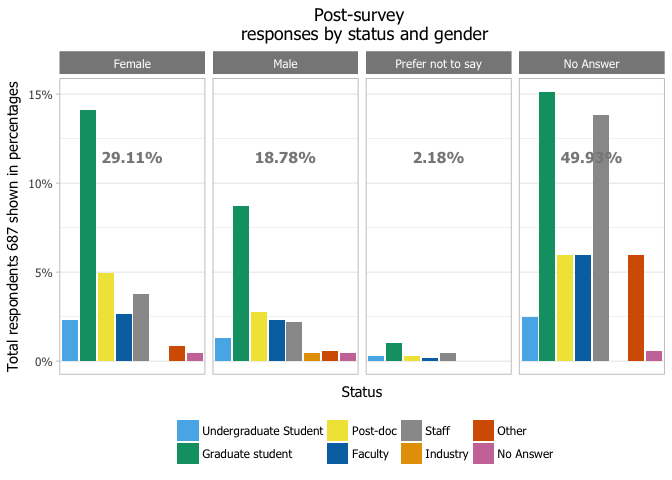 Post-survey
responses by status and gender
Female
Male
Prefer not to say
No Answer
Total respondents 687 shown in percentages
15%
10%
5%
0%
29.11%
18.78%
2.18%
49.93%
Status
Undergraduate Student
Post-doc
Staff
Other
Graduate student
Faculty
Industry
No Answer